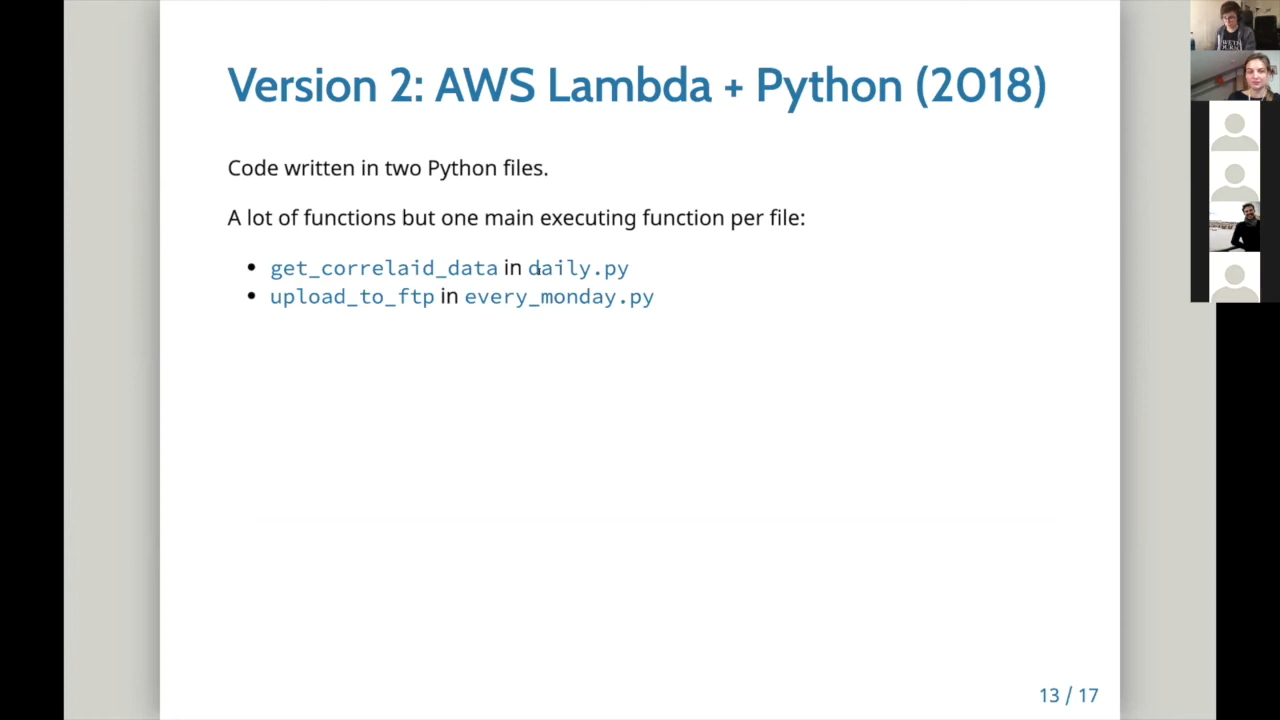 Version 2: AWS Lambda + Python (2018)
Code written in two Python files.
A lot of functions but one main executing function per file:
• get_correlaid_data in daily.py
• upload_to_ftp in every_monday.py
13 / 17